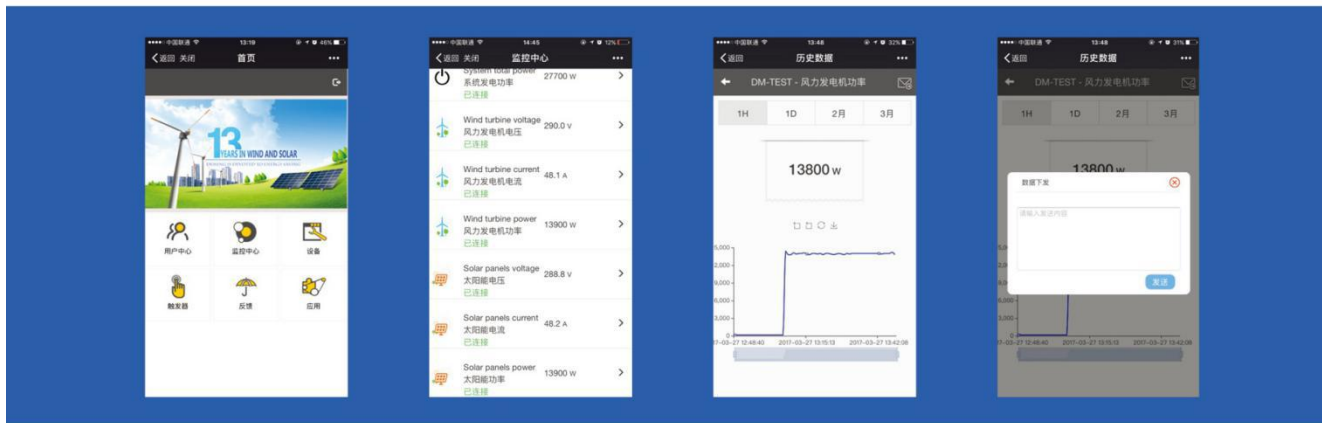 中国联通 13:19 46%
返回 关闭 首页
13
YEARS IN WIND AND SOLAR
用户中心 监控中心 设备
触发器 反馈 应用
中国联通 14:45 12%
返回 关闭 监控中心
System total power
系统发电功率 27700 w
已连接
Wind turbine voltage
风力发电机电压 290.0 v
已连接
Wind turbine current
风力发电机电流 48.1 A
已连接
Wind turbine power
风力发电机功率 13900 w
已连接
Solar panels voltage
太阳能电压 288.8 v
已连接
Solar panels current
太阳能电流 48.2 A
已连接
Solar panels power
太阳能功率 13900 w
已连接
中国联通 13:48 32%
返回 历史数据
DM-TEST - 风力发电机功率
1H 1D 2月 3月
13800 w
5,000
2,000
9,000
6,000
3,000
0
17-03-27 12:48:40 2017-03-27 13:15:13 2017-03-27 13:42:08
中国联通 13:48 31%
返回 历史数据
DM-TEST - 风力发电机功率
1H 1D 2月 3月
13800 w
数据下发
请输入发送内容
发送
3,000
0
17-03-27 12:48:40 2017-03-27 13:15:13 2017-03-27 13:42:08